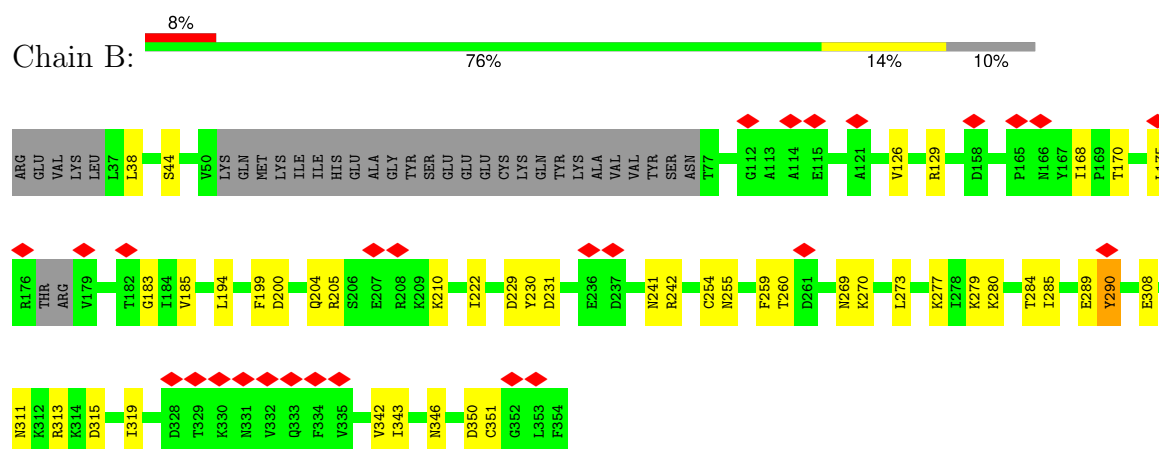 8%
Chain B:
76% 14% 10%
ARG GLU VAL LYS LEU L37 L38 S44 V50 LYS GLN MET LYS ILE ILE HIS GLU ALA GLY TYR SER GLU GLU GLU CYS LYS GLN TYR LYS ALA VAL VAL TYR SER ASN T77 G112 A113 A114 E115 A121 V126 R129 D158 P165 N166 Y167 I168 P169 T170 L175
R176 THR ARG V179 T182 G183 I184 V185 L194 F199 D200 Q204 R205 S206 E207 R208 K209 K210 I222 D229 Y230 D231 E236 D237 N241 R242 C254 N255 F259 T260 D261 N269 K270 L273 K277 I278 K279 K280 T284 I285 E289 Y290 E308
N311 K312 R313 K314 D315 I319 D328 T329 K330 N331 V332 Q333 F334 V335 V342 I343 N346 D350 C351 G352 L353 F354